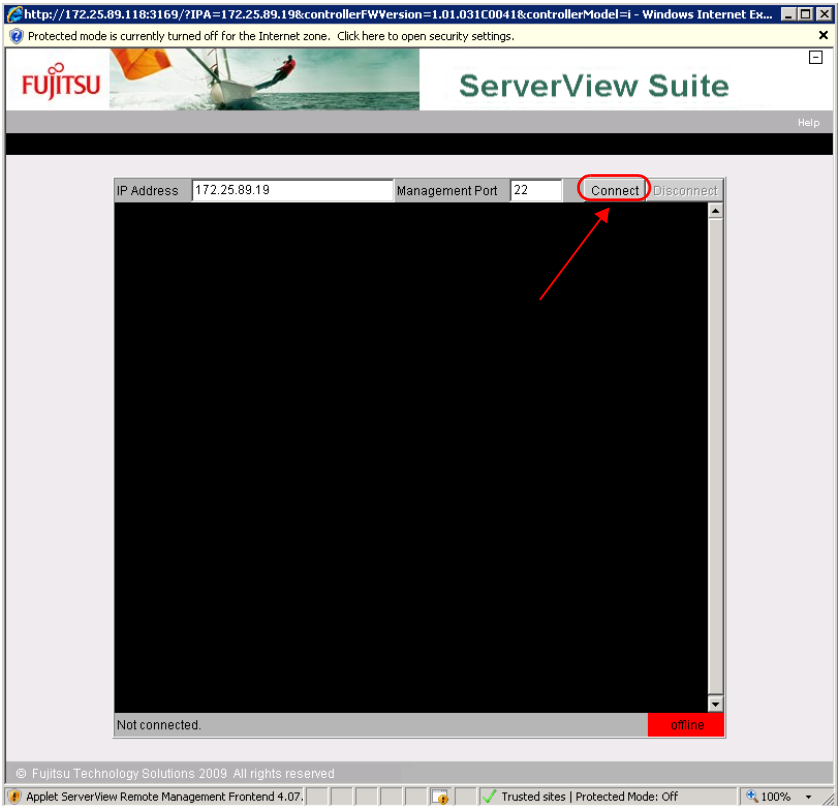 http://172.25.89.118:3169/?IPA=172.25.89.19&controllerFWVersion=1.01.031C0041&controllerModel=i - Windows Internet Ex...
Protected mode is currently turned off for the Internet zone. Click here to open security settings.
FUJITSU
ServerView Suite
Help
IP Address 172.25.89.19 Management Port 22 Connect Disconnect
Not connected. offline
© Fujitsu Technology Solutions 2009 All rights reserved
Applet ServerView Remote Management Frontend 4.07. Trusted sites | Protected Mode: Off 100%